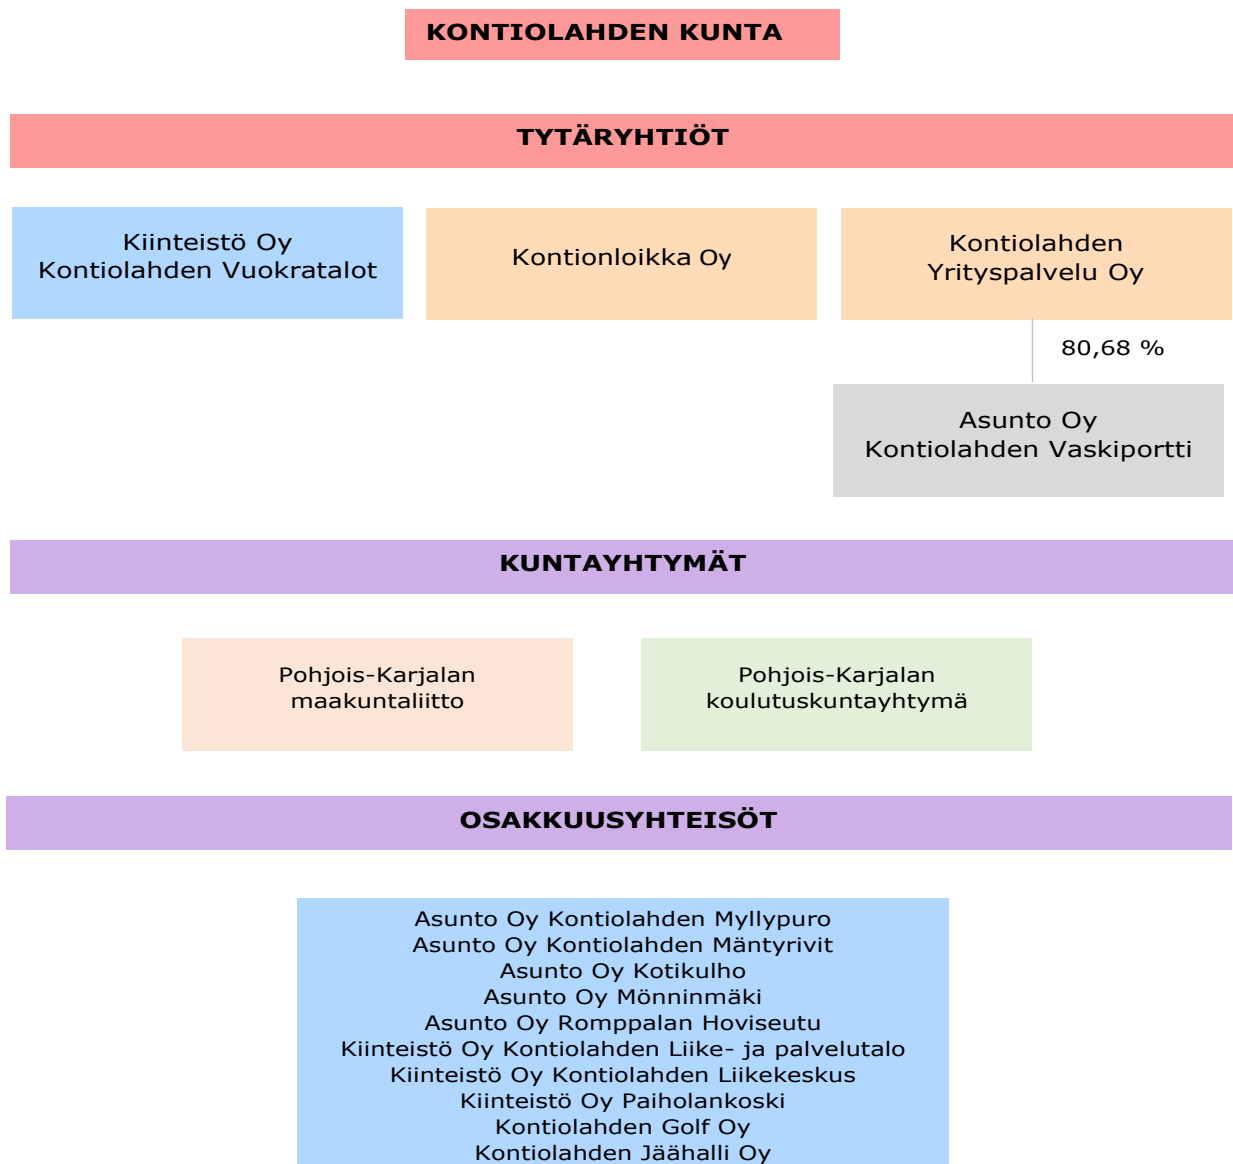 KONTIOLAHDEN KUNTA
TYTÄRYHTIÖT
Kiinteistö Oy
Kontiolahden Vuokratalot
Kontionloikka Oy
Kontiolahden
Yrityspalvelu Oy
80,68 %
Asunto Oy
Kontiolahden Vaskiportti
KUNTAYHTYMÄT
Pohjois-Karjalan
maakuntaliitto
Pohjois-Karjalan
koulutuskuntayhtymä
OSAKKUUSYHTEISÖT
Asunto Oy Kontiolahden Myllypuro
Asunto Oy Kontiolahden Mäntyrivit
Asunto Oy Kotikulho
Asunto Oy Mönninmäki
Asunto Oy Romppalan Hoviseutu
Kiinteistö Oy Kontiolahden Liike- ja palvelutalo
Kiinteistö Oy Kontiolahden Liikekeskus
Kiinteistö Oy Paiholankoski
Kontiolahden Golf Oy
Kontiolahden Jäähalli Oy